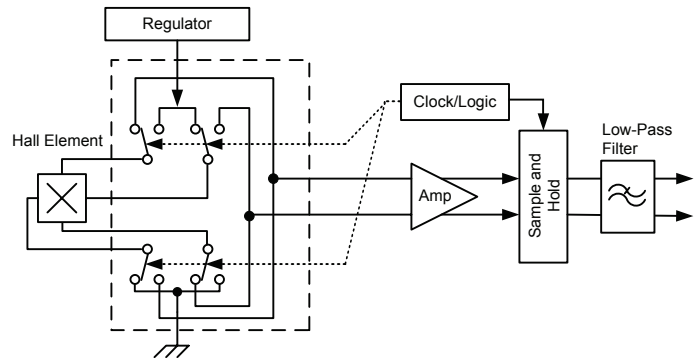 Regulator
Clock/Logic
Hall Element
Low-Pass
Filter
Amp
Sample and
Hold